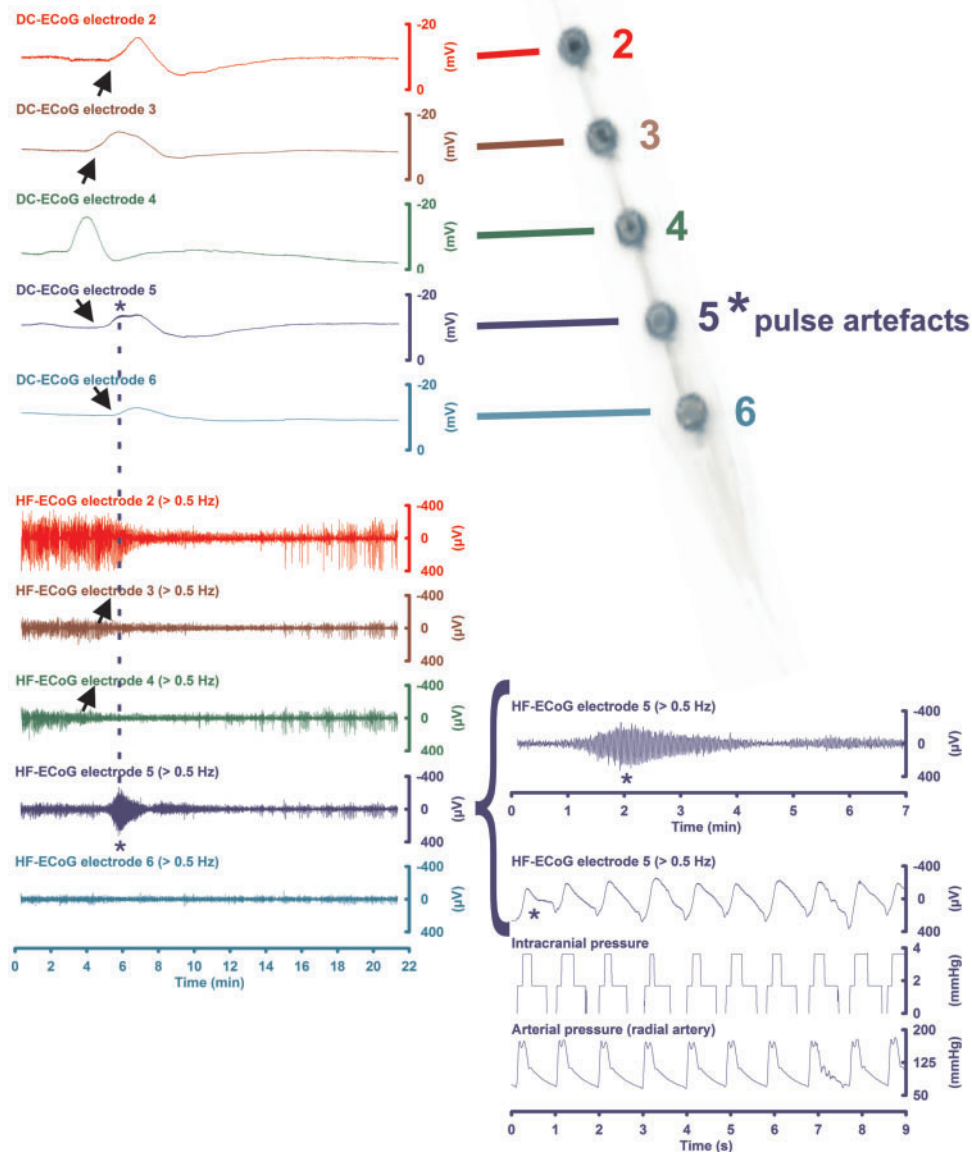 DC-ECoG electrode 2
-20
(mV)
0
2
DC-ECoG electrode 3
-20
(mV)
0
3
DC-ECoG electrode 4
-20
(mV)
0
4
DC-ECoG electrode 5
*
-20
(mV)
0
5 * pulse artefacts
DC-ECoG electrode 6
-20
(mV)
0
6
HF-ECoG electrode 2 (> 0.5 Hz)
-400
0
400
(µV)
HF-ECoG electrode 3 (> 0.5 Hz)
-400
0
400
(µV)
HF-ECoG electrode 4 (> 0.5 Hz)
-400
0
400
(µV)
HF-ECoG electrode 5 (> 0.5 Hz)
-400
0
400
(µV)
*
HF-ECoG electrode 6 (> 0.5 Hz)
-400
0
400
(µV)
0 2 4 6 8 10 12 14 16 18 20 22
Time (min)
HF-ECoG electrode 5 (> 0.5 Hz)
-400
0
400
(µV)
*
0 1 2 3 4 5 6 7
Time (min)
HF-ECoG electrode 5 (> 0.5 Hz)
-400
0
400
(µV)
*
Intracranial pressure
4
2
0
(mmHg)
Arterial pressure (radial artery)
200
125
50
(mmHg)
0 1 2 3 4 5 6 7 8 9
Time (s)